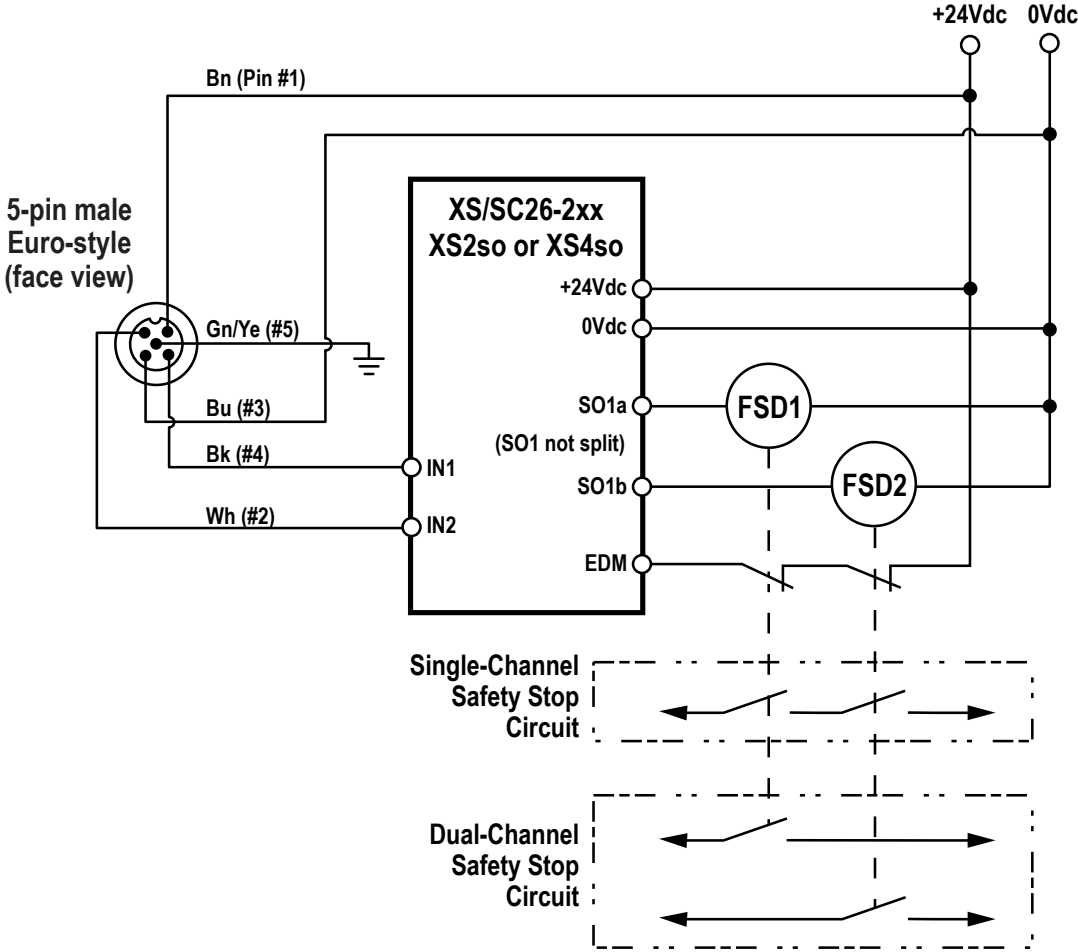 +24Vdc 0Vdc
Bn (Pin #1)
5-pin male
Euro-style
(face view)
XS/SC26-2xx
XS2so or XS4so
+24Vdc
0Vdc
Gn/Ye (#5)
SO1a
FSD1
Bu (#3)
(SO1 not split)
Bk (#4)
IN1
SO1b
FSD2
Wh (#2)
IN2
EDM
Single-Channel
Safety Stop
Circuit
Dual-Channel
Safety Stop
Circuit